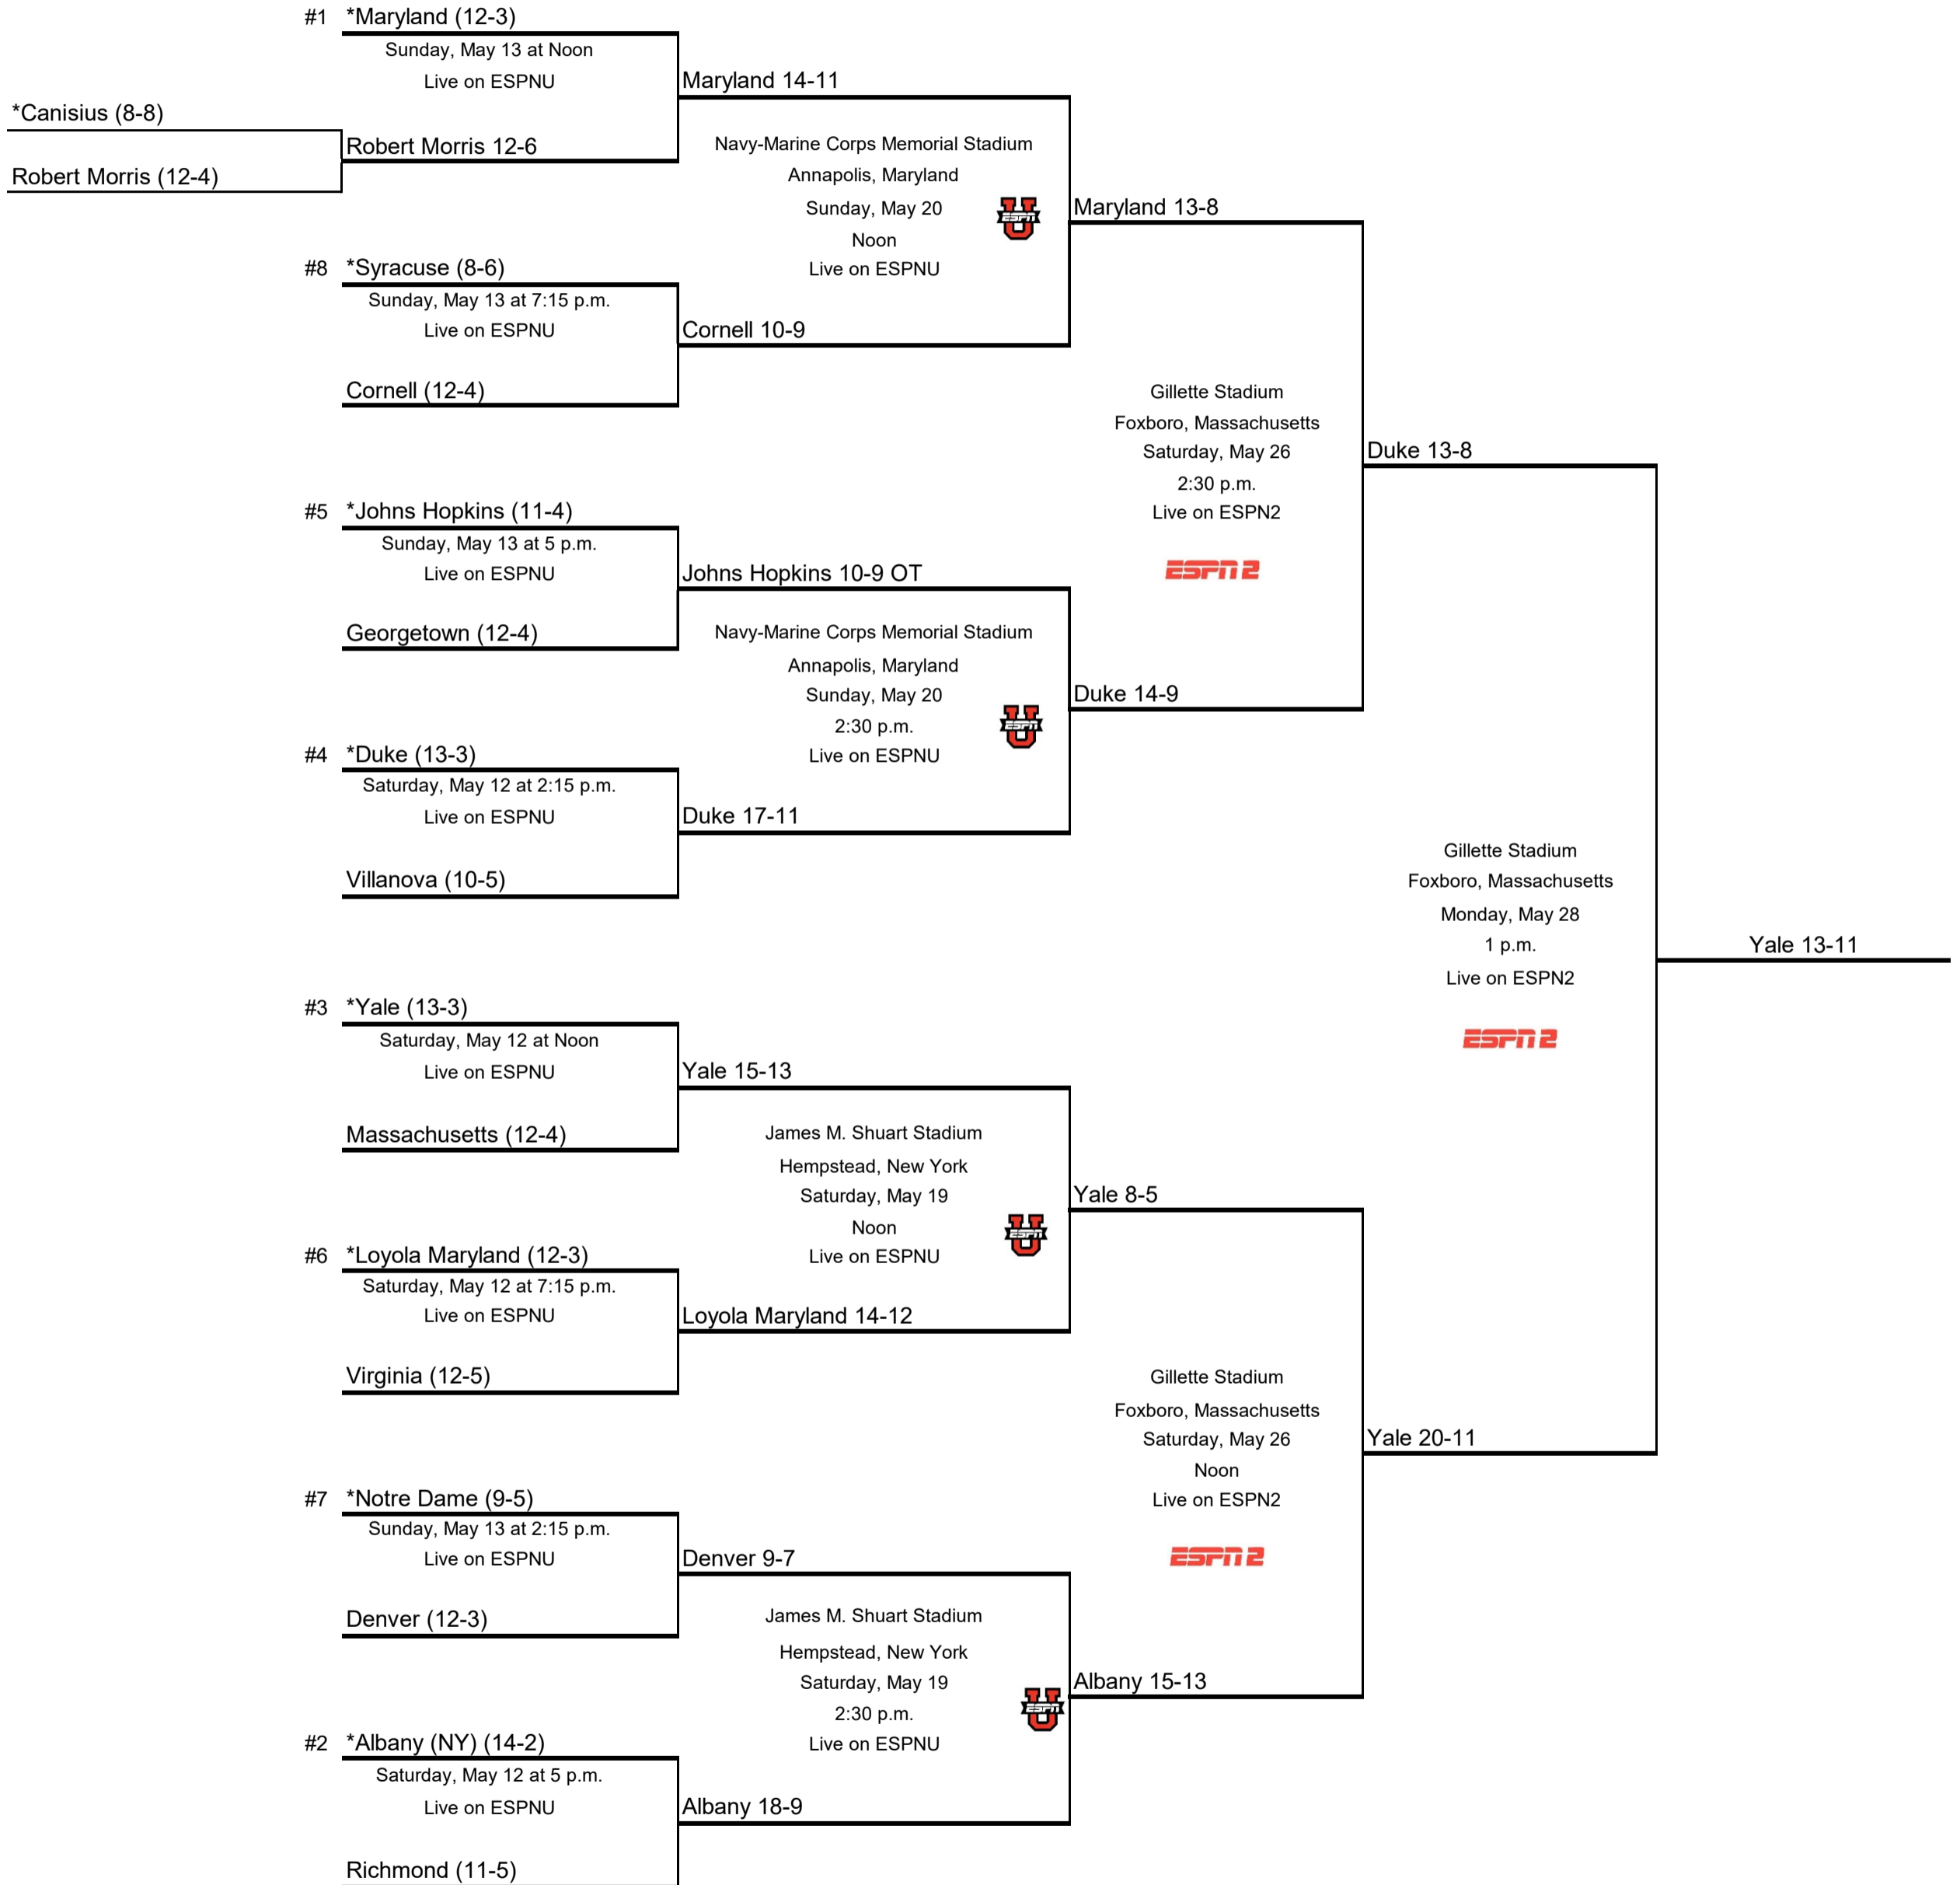 #1 *Maryland (12-3)
Sunday, May 13 at Noon
Live on ESPNU
Maryland 14-11
*Canisius (8-8)
Robert Morris 12-6
Robert Morris (12-4)
Navy-Marine Corps Memorial Stadium
Annapolis, Maryland
Sunday, May 20
Noon
Live on ESPNU
ESPN U
Maryland 13-8
#8 *Syracuse (8-6)
Sunday, May 13 at 7:15 p.m.
Live on ESPNU
Cornell 10-9
Cornell (12-4)
Gillette Stadium
Foxboro, Massachusetts
Saturday, May 26
2:30 p.m.
Live on ESPN2
ESPN2
Duke 13-8
#5 *Johns Hopkins (11-4)
Sunday, May 13 at 5 p.m.
Live on ESPNU
Johns Hopkins 10-9 OT
Georgetown (12-4)
Navy-Marine Corps Memorial Stadium
Annapolis, Maryland
Sunday, May 20
2:30 p.m.
Live on ESPNU
ESPN U
Duke 14-9
#4 *Duke (13-3)
Saturday, May 12 at 2:15 p.m.
Live on ESPNU
Duke 17-11
Villanova (10-5)
Gillette Stadium
Foxboro, Massachusetts
Monday, May 28
1 p.m.
Live on ESPN2
ESPN2
Yale 13-11
#3 *Yale (13-3)
Saturday, May 12 at Noon
Live on ESPNU
Yale 15-13
Massachusetts (12-4)
James M. Shuart Stadium
Hempstead, New York
Saturday, May 19
Noon
Live on ESPNU
ESPN U
Yale 8-5
#6 *Loyola Maryland (12-3)
Saturday, May 12 at 7:15 p.m.
Live on ESPNU
Loyola Maryland 14-12
Virginia (12-5)
Gillette Stadium
Foxboro, Massachusetts
Saturday, May 26
Noon
Live on ESPN2
ESPN2
Yale 20-11
#7 *Notre Dame (9-5)
Sunday, May 13 at 2:15 p.m.
Live on ESPNU
Denver 9-7
Denver (12-3)
James M. Shuart Stadium
Hempstead, New York
Saturday, May 19
2:30 p.m.
Live on ESPNU
ESPN U
Albany 15-13
#2 *Albany (NY) (14-2)
Saturday, May 12 at 5 p.m.
Live on ESPNU
Albany 18-9
Richmond (11-5)